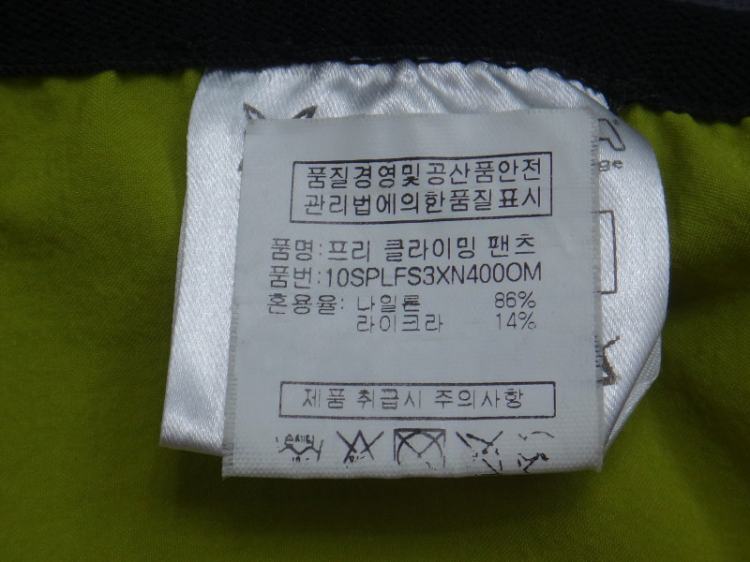 품질경영및공산품안전
관리법에의한품질표시
품명:프리 클라이밍 팬츠
품번:10SPLFS3XN400OM
혼용율: 나일론 86%
라이크라 14%
제품 취급시 주의사항